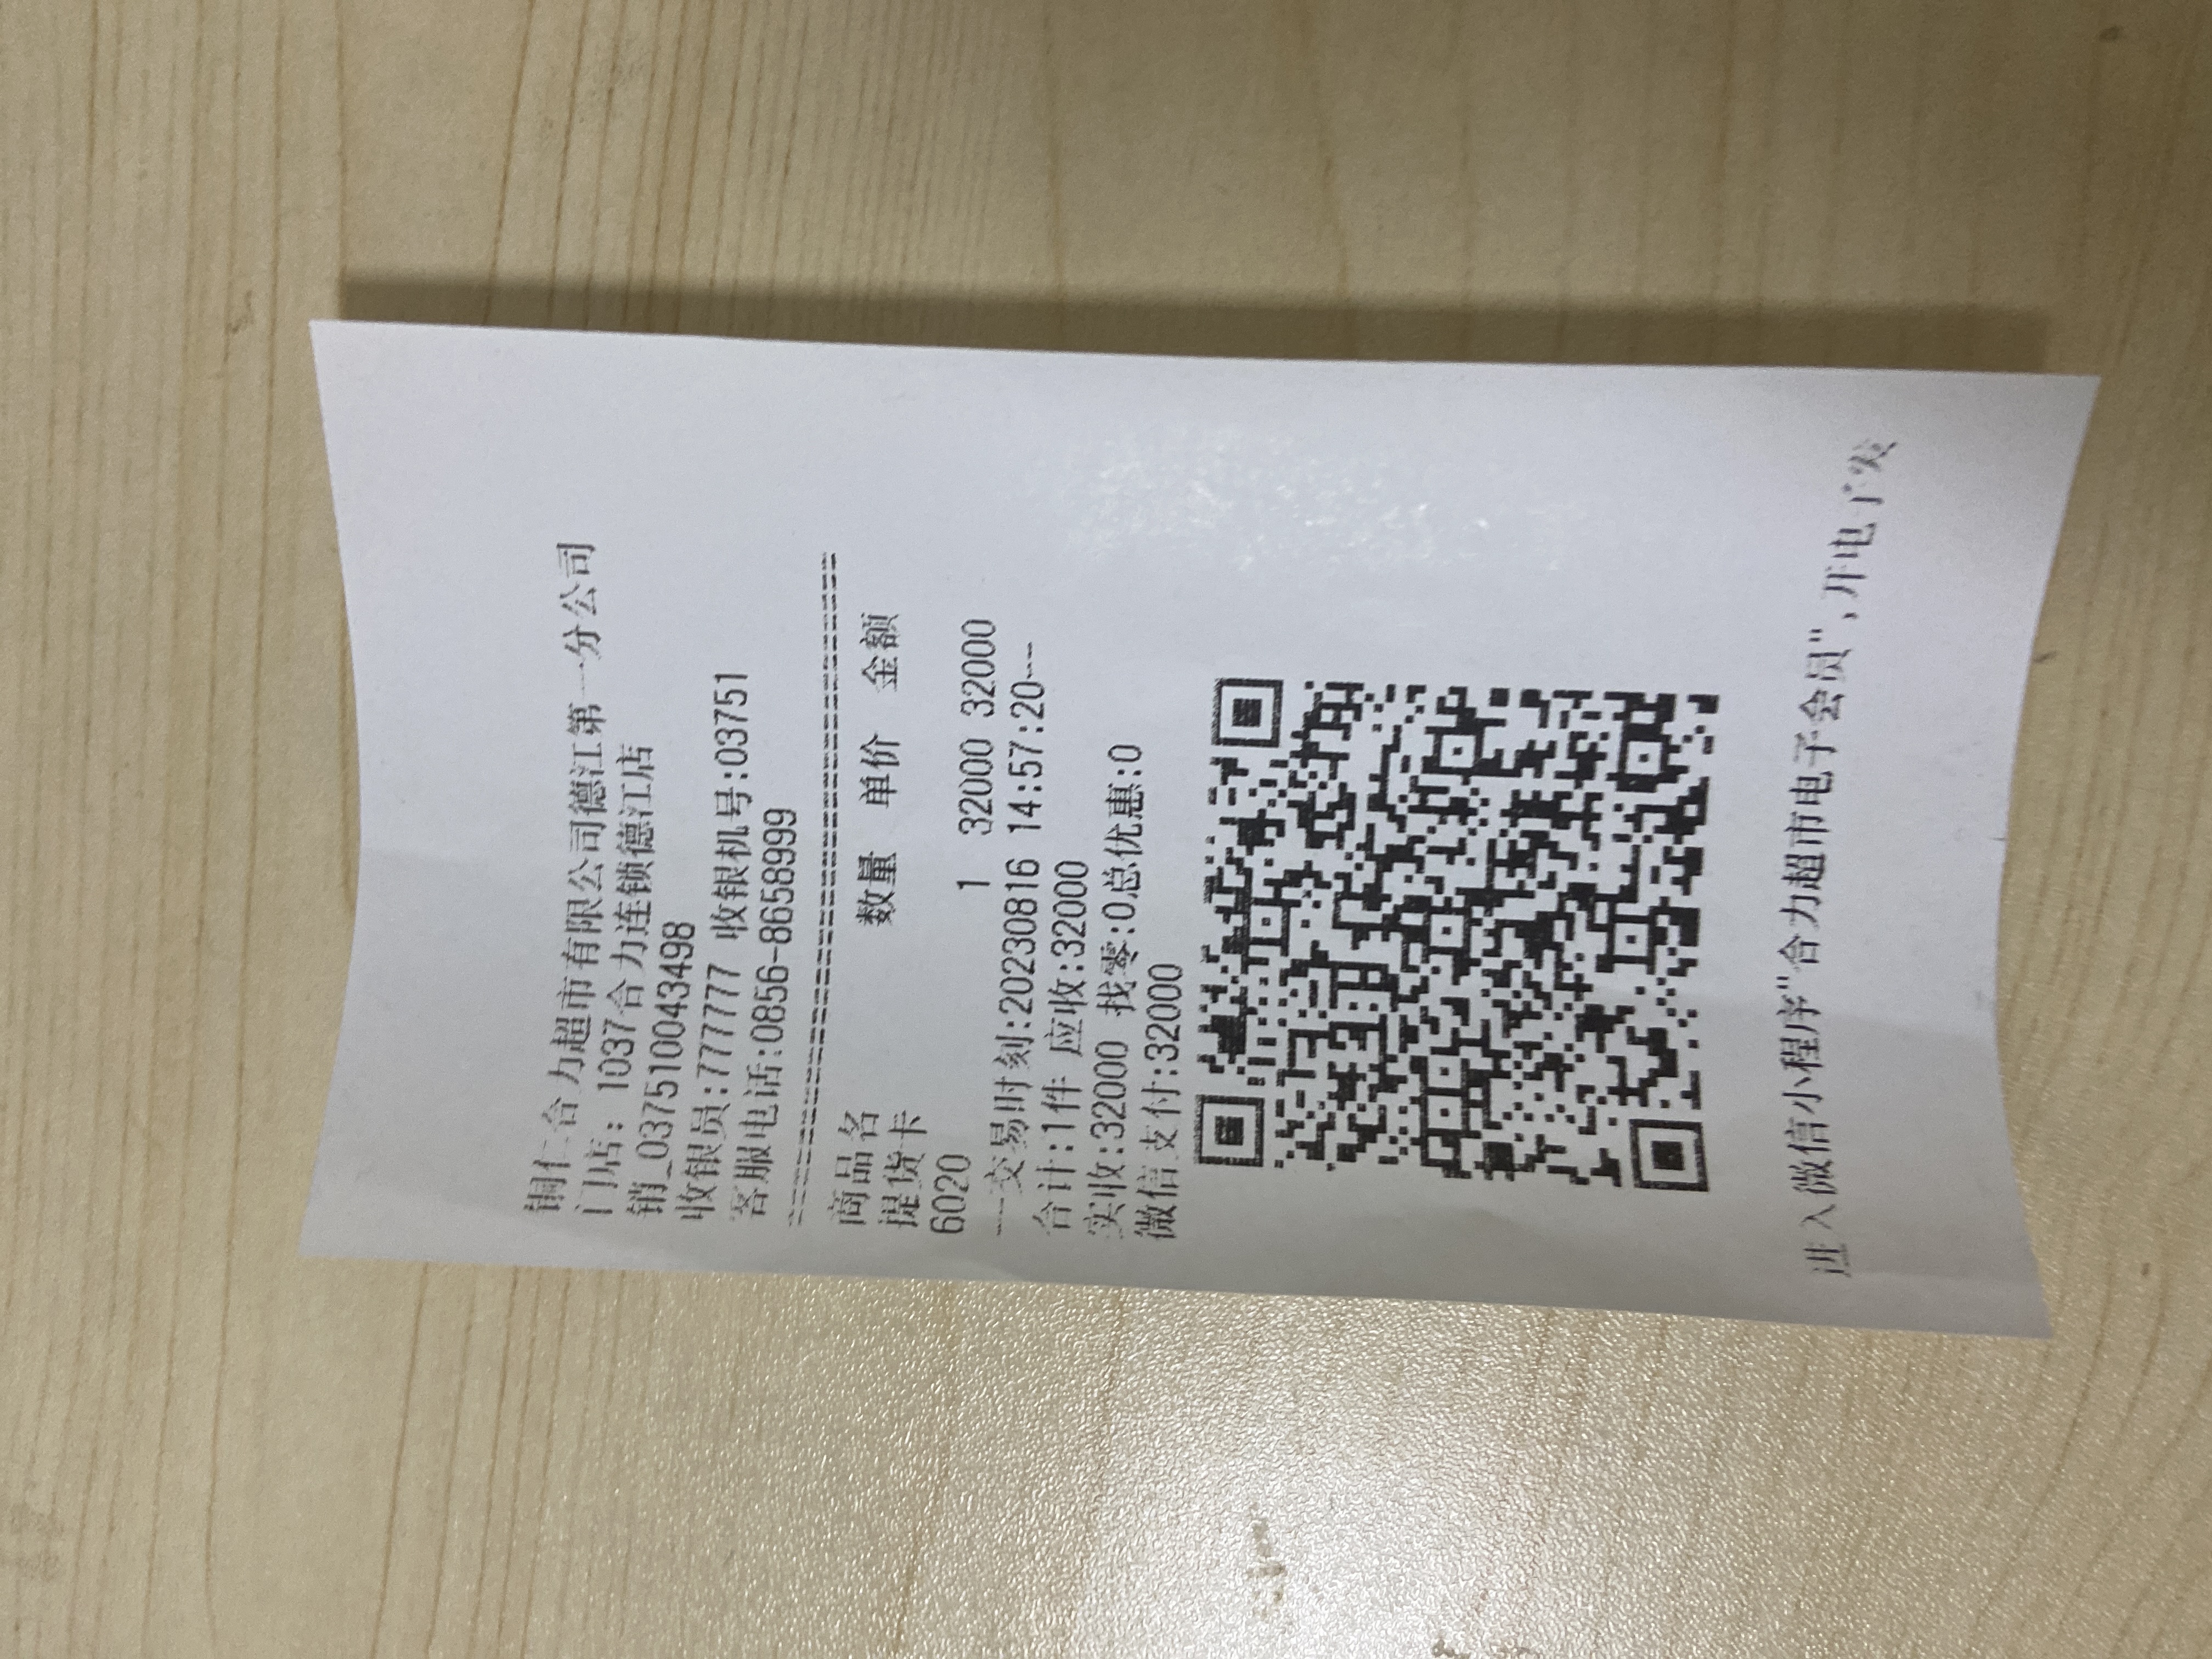 铜仁合力超市有限公司德江第一分公司
门店: 1037合力连锁德江店
销_037510043498
收银员:777777 收银机号:03751
客服电话:0856-8658999
================================
商品名 数量 单价 金额
提货卡
6020 1 32000 32000
---交易时刻:20230816 14:57:20---
合计:1件 应收:32000
实收:32000 找零:0总优惠:0
微信支付:32000
进入微信小程序"合力超市电子会员",开电子发